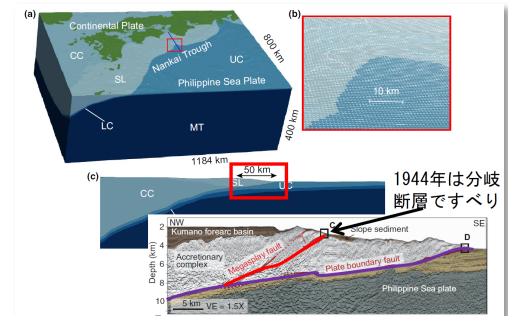 (a)
Continental Plate
CC
SL
Nankai Trough
UC
Philippine Sea Plate
LC
MT
800 km
400 km
1184 km
(b)
10 km
(c)
50 km
CC
SL
UC
1944年は分岐
断層ですべり
NW
SE
Kumano forearc basin
C
Slope sediment
D
Accretionary
complex
Megasplay fault
Plate boundary fault
Philippine Sea plate
Depth (km)
2
4
6
8
10
5 km
VE = 1.5X